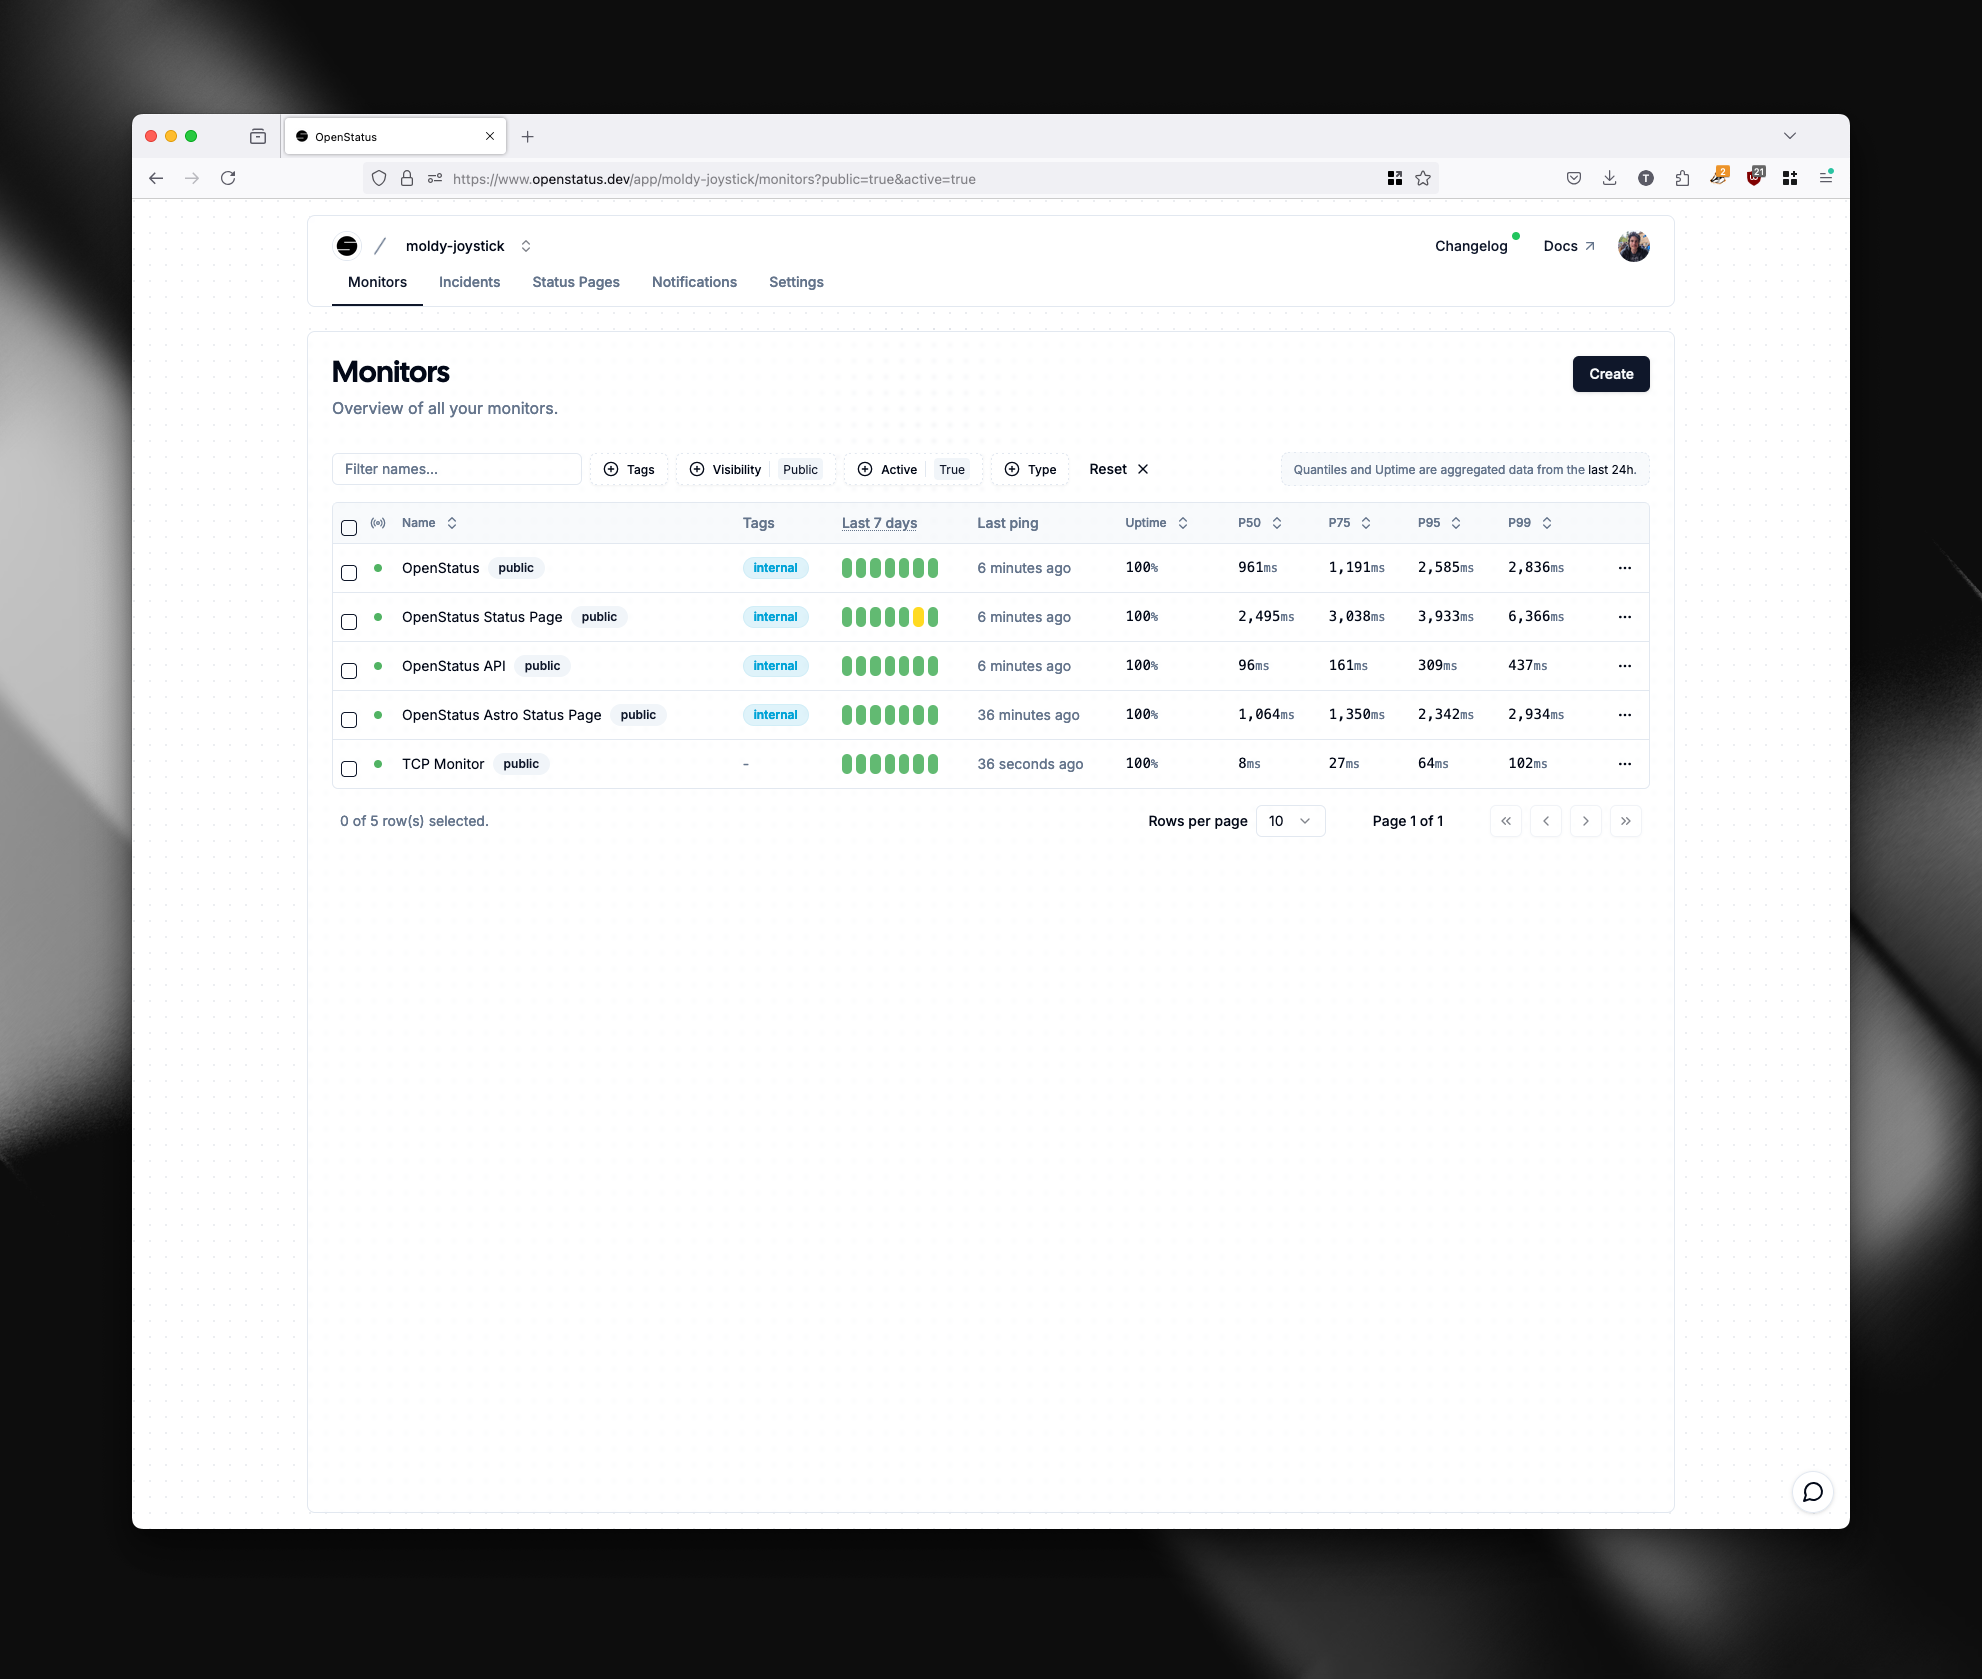 OpenStatus
https://www.openstatus.dev/app/moldy-joystick/monitors?public=true&active=true
T
2
21
moldy-joystick
Changelog
Docs
Monitors Incidents Status Pages Notifications Settings
Monitors
Create
Overview of all your monitors.
Filter names...
Tags
Visibility Public
Active True
Type
Reset
Quantiles and Uptime are aggregated data from the last 24h.
Name Tags Last 7 days Last ping Uptime P50 P75 P95 P99
OpenStatus public internal 6 minutes ago 100% 961ms 1,191ms 2,585ms 2,836ms
OpenStatus Status Page public internal 6 minutes ago 100% 2,495ms 3,038ms 3,933ms 6,366ms
OpenStatus API public internal 6 minutes ago 100% 96ms 161ms 309ms 437ms
OpenStatus Astro Status Page public internal 36 minutes ago 100% 1,064ms 1,350ms 2,342ms 2,934ms
TCP Monitor public - 36 seconds ago 100% 8ms 27ms 64ms 102ms
0 of 5 row(s) selected.
Rows per page 10
Page 1 of 1